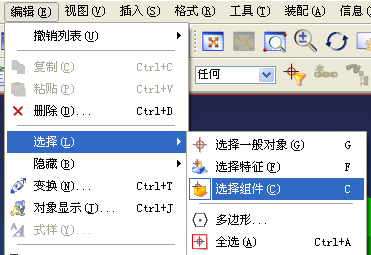 编辑(E) 视图(V) 插入(S) 格式(R) 工具(T) 装配(A) 信息(
撤销列表(U)
复制(C) Ctrl+C
粘贴(P) Ctrl+V
删除(D)... Ctrl+D
选择(L)
隐藏(B)
变换(N)... Ctrl+T
对象显示(J)... Ctrl+J
式样(Y)...
任何
选择一般对象(G) G
选择特征(F) F
选择组件(C) C
多边形...
全选(A) Ctrl+A